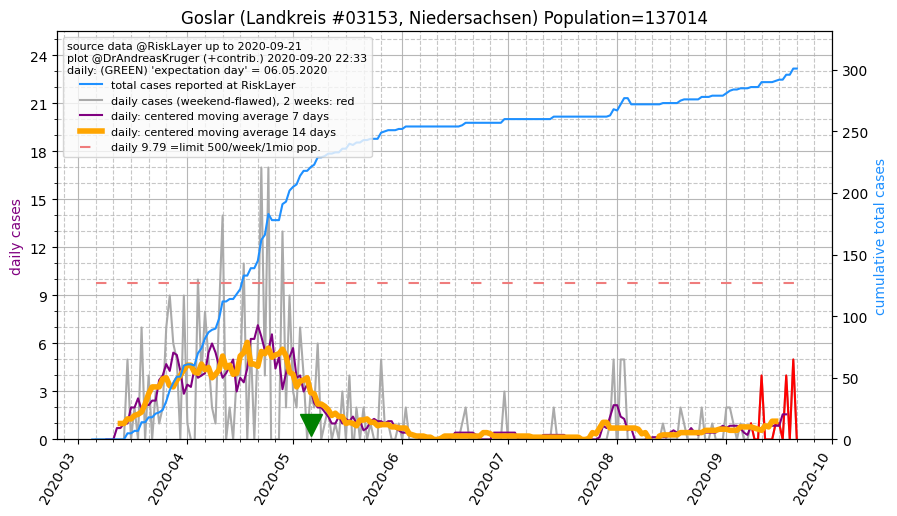 Goslar (Landkreis #03153, Niedersachsen) Population=137014
source data @RiskLayer up to 2020-09-21
plot @DrAndreasKruger (+contrib.) 2020-09-20 22:33
daily: (GREEN) 'expectation day' = 06.05.2020
total cases reported at RiskLayer
daily cases (weekend-flawed), 2 weeks: red
daily: centered moving average 7 days
daily: centered moving average 14 days
daily 9.79 =limit 500/week/1mio pop.
daily cases
24
21
18
15
12
9
6
3
0
300
250
200
150
100
50
0
cumulative total cases
2020-03
2020-04
2020-05
2020-06
2020-07
2020-08
2020-09
2020-10